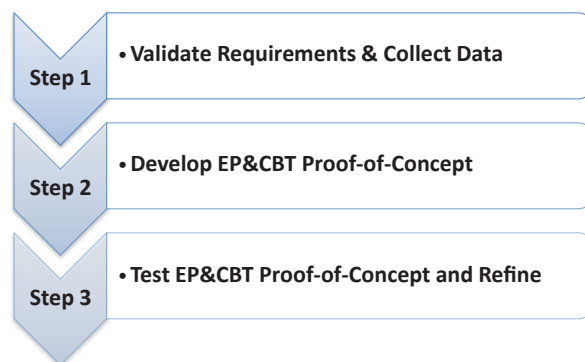 Step 1
• Validate Requirements & Collect Data
Step 2
• Develop EP&CBT Proof-of-Concept
Step 3
• Test EP&CBT Proof-of-Concept and Refine